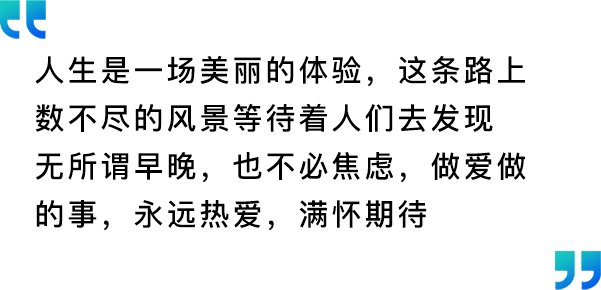 人生是一场美丽的体验，这条路上
数不尽的风景等待着人们去发现
无所谓早晚，也不必焦虑，做爱做
的事，永远热爱，满怀期待